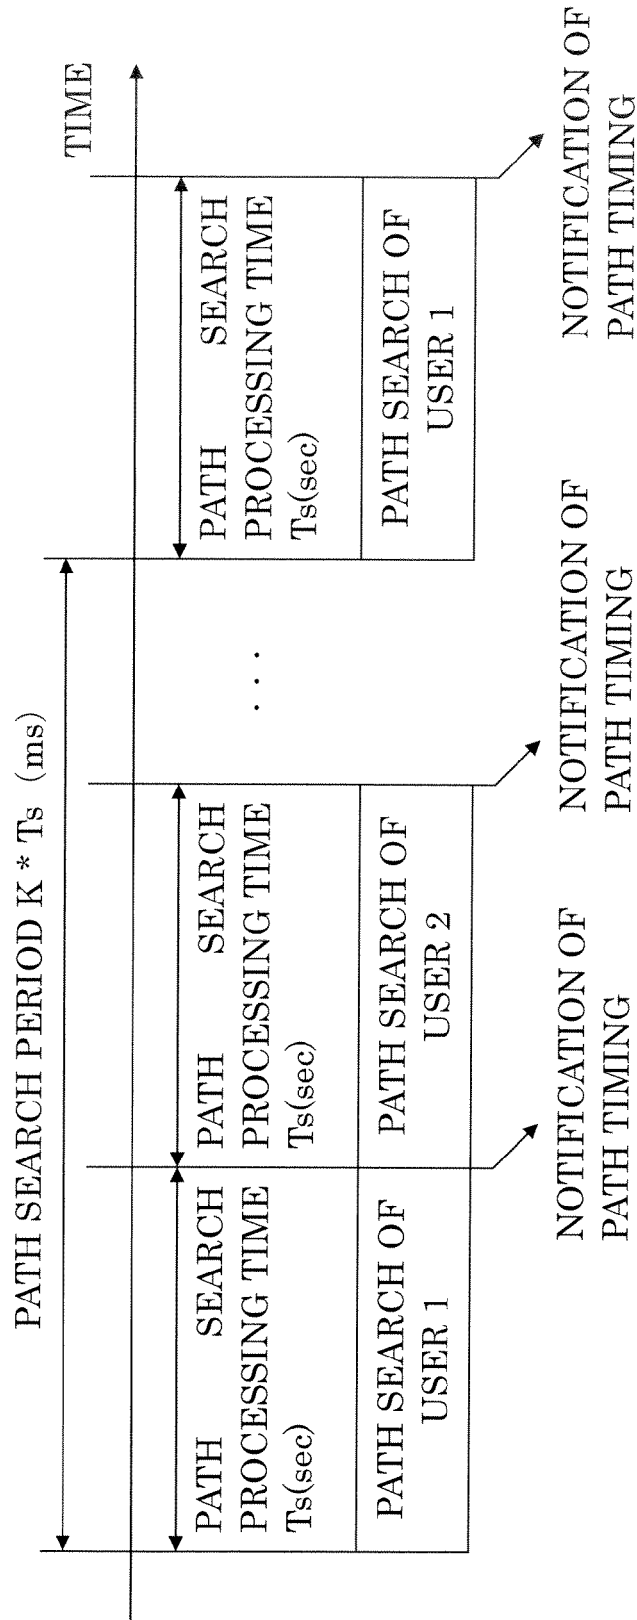 PATH SEARCH PERIOD K * Ts (ms)
TIME
PATH SEARCH
PROCESSING TIME
Ts(sec)
PATH SEARCH OF
USER 1
NOTIFICATION OF
PATH TIMING
PATH SEARCH
PROCESSING TIME
Ts(sec)
PATH SEARCH OF
USER 2
NOTIFICATION OF
PATH TIMING
. . .
PATH SEARCH
PROCESSING TIME
Ts(sec)
PATH SEARCH OF
USER 1
NOTIFICATION OF
PATH TIMING